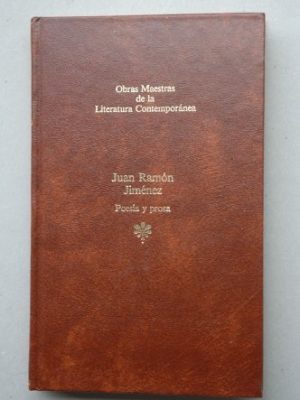 Obras Maestras
de la
Literatura Contemporánea
Juan Ramón
Jiménez
Poesía y prosa